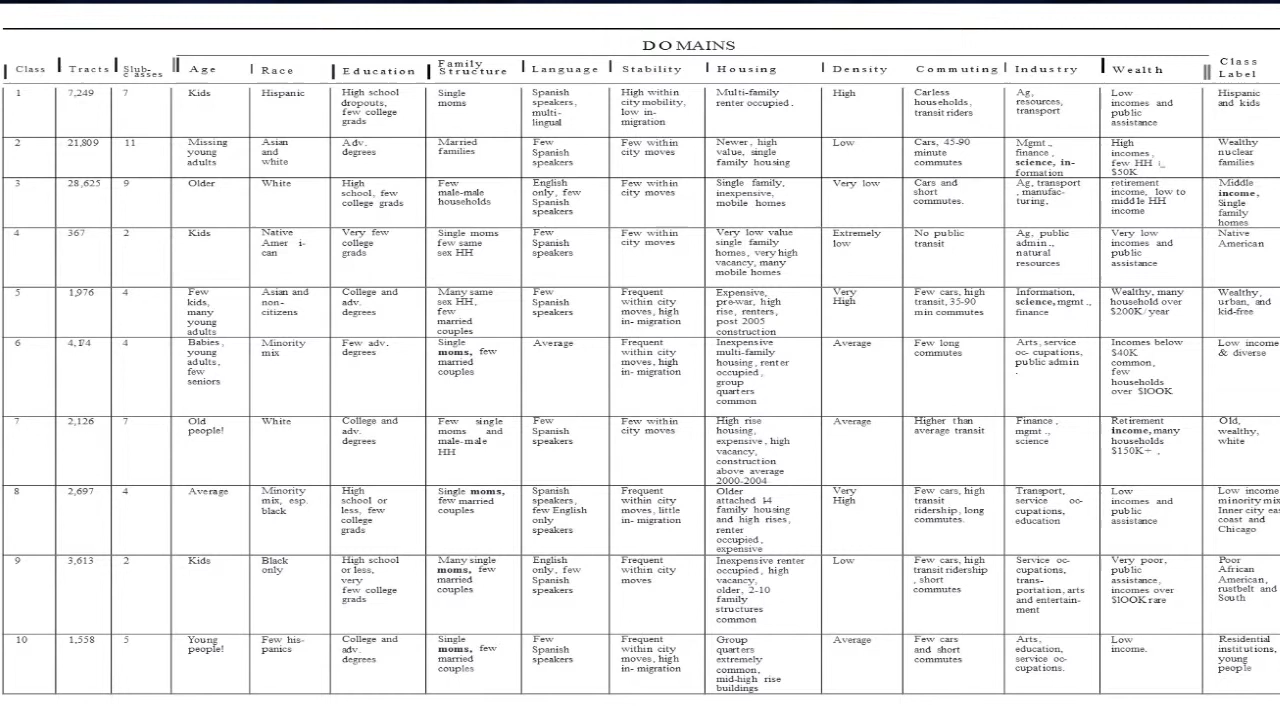 DOMAINS
Class Tracts Sub-classes Age Race Education Family Structure Language Stability Housing Density Commuting Industry Wealth Class Label
1 7,249 7 Kids Hispanic High school dropouts, few college grads Single moms Spanish speakers, multi-lingual High within city mobility, low in-migration Multi-family renter occupied. High Carless households, transit riders Ag, resources, transport Low incomes and public assistance Hispanic and kids
2 21,809 11 Missing young adults Asian and white Adv. degrees Married families Few Spanish speakers Few within city moves Newer, high value, single family housing Low Cars, 45-90 minute commutes Mgmt., finance, science, in-formation High incomes, few HH $50K Wealthy nuclear families
3 28,625 9 Older White High school, few college grads Few male-male households English only, few Spanish speakers Few within city moves Single family, inexpensive, mobile homes Very low Cars and short commutes. Ag, transport, manufac-turing, retirement income, low to middle HH income Middle income, Single family homes
4 367 2 Kids Native Ameri-can Very few college grads Single moms few same sex HH Few Spanish speakers Few within city moves Very low value single family homes, very high vacancy, many mobile homes Extremely low No public transit Ag, public admin., natural resources Very low incomes and public assistance Native American
5 1,976 4 Few kids, many young adults Asian and non-citizens College and adv. degrees Many same sex HH, few married couples Few Spanish speakers Frequent within city moves, high in-migration Expensive, pre-war, high rise, renters, post 2005 construction Very High Few cars, high transit, 35-90 min commutes Information, science, mgmt., finance Wealthy, many household over $200K/year Wealthy, urban, and kid-free
6 4 Babies, young adults, few seniors Minority mix Few adv. degrees Single moms, few married couples Average Frequent within city moves, high in-migration Inexpensive multi-family housing, renter occupied, group quarters common Average Few long commutes Arts, service oc-cupations, public admin. Incomes below $40K common, few households over $100K Low income & diverse
7 2,126 7 Old people! White College and adv. degrees Few single moms and male-male HH Few Spanish speakers Few within city moves High rise housing, expensive, high vacancy, construction above average 2000-2004 Average Higher than average transit Finance, mgmt., science Retirement income, many households $150K+, Old, wealthy, white
8 2,697 4 Average Minority mix, esp. black High school or less, few college grads Single moms, few married couples Spanish speakers, few English only speakers Frequent within city moves, little in-migration Older attached 14 family housing and high rises, renter occupied, expensive Very High Few cars, high transit ridership, long commutes. Transport, service oc-cupations, education Low incomes and public assistance Low income minority mix Inner city east coast and Chicago
9 3,613 2 Kids Black only High school or less, very few college grads Many single moms, few married couples English only, few Spanish speakers Frequent within city moves Inexpensive renter occupied, high vacancy, older, 2-10 family structures common Low Few cars, high transit ridership, short commutes Service oc-cupations, trans-portation, arts and entertain-ment Very poor, public assistance, incomes over $100K rare Poor African American, rustbelt and South
10 1,558 5 Young people! Few his-panics College and adv. degrees Single moms, few married couples Few Spanish speakers Frequent within city moves, high in-migration Group quarters extremely common, mid-high rise buildings Average Few cars and short commutes Arts, education, service oc-cupations. Low income. Residential institutions, young people